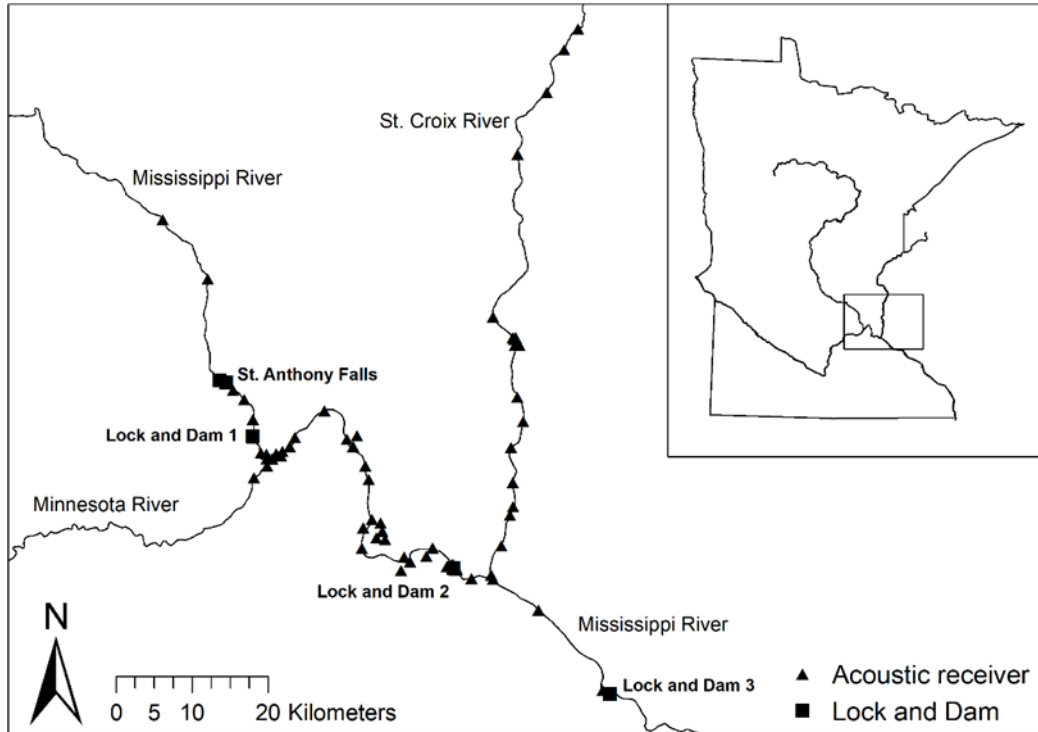 St. Croix River
Mississippi River
St. Anthony Falls
Lock and Dam 1
Minnesota River
Lock and Dam 2
Mississippi River
N
Lock and Dam 3
Acoustic receiver
Lock and Dam
0 5 10 20 Kilometers